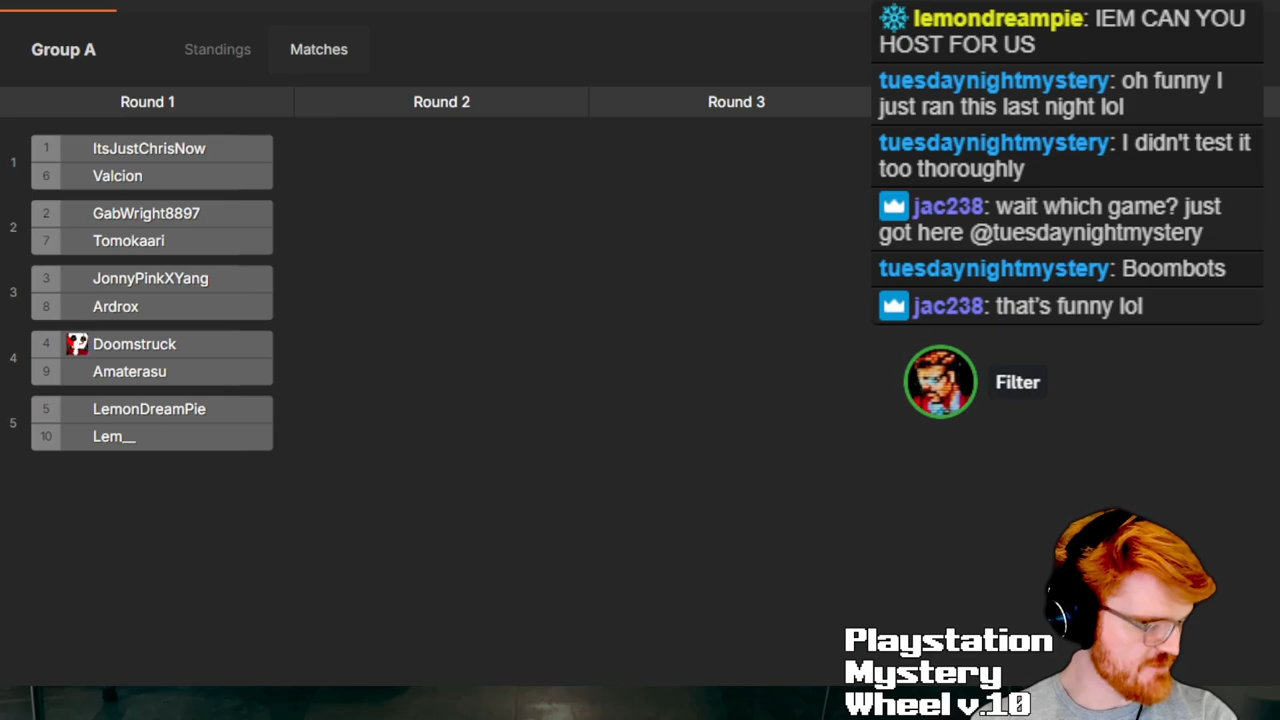 Group A
Standings
Matches
Round 1
Round 2
Round 3
1
1 ItsJustChrisNow
6 Valcion
2
2 GabWright8897
7 Tomokaari
3
3 JonnyPinkXYang
8 Ardrox
4
4 Doomstruck
9 Amaterasu
5
5 LemonDreamPie
10 Lem__
lemondreampie: IEM CAN YOU
HOST FOR US
tuesdaynightmystery: oh funny I
just ran this last night lol
tuesdaynightmystery: I didn't test it
too thoroughly
jac238: wait which game? just
got here @tuesdaynightmystery
tuesdaynightmystery: Boombots
jac238: that's funny lol
Filter
Playstation
Mystery
Wheel v.10